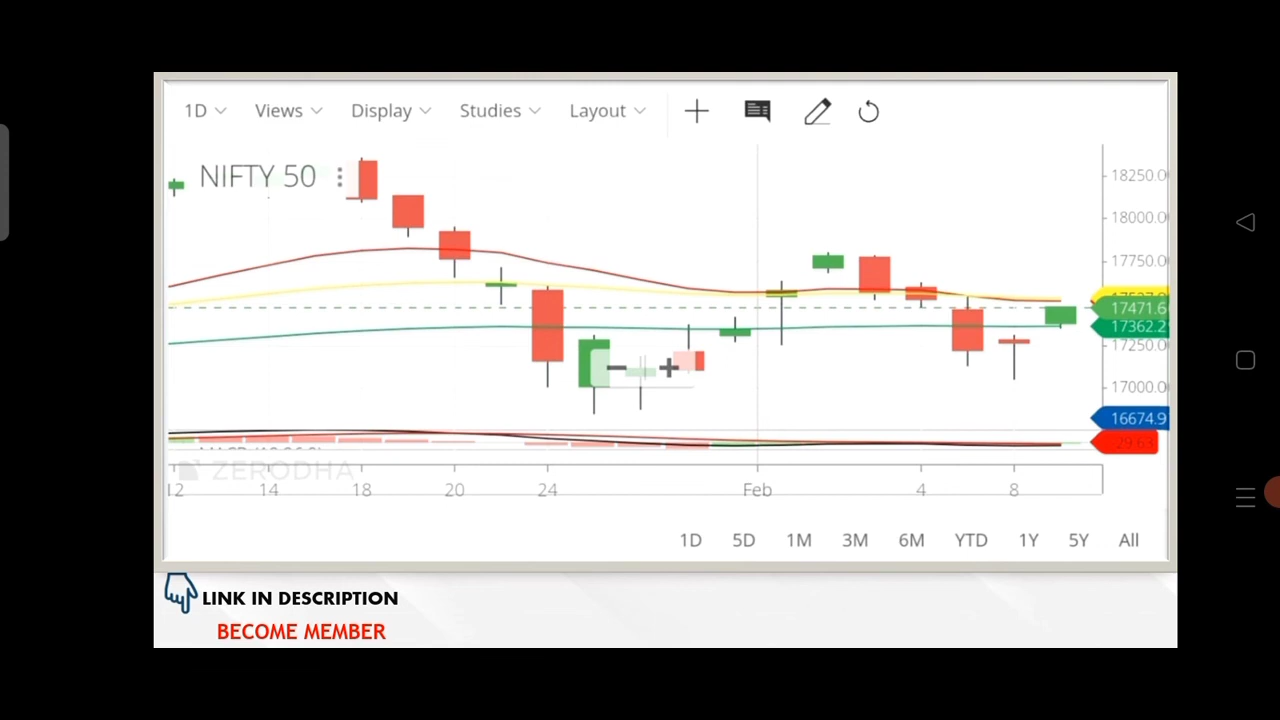 1D Views Display Studies Layout
NIFTY 50
18250.0
18000.0
17750.0
17471.6
17362.2
17250.0
17000.0
16674.9
29.63
ZERODHA
12 14 18 20 24 Feb 4 8
1D 5D 1M 3M 6M YTD 1Y 5Y All
LINK IN DESCRIPTION
BECOME MEMBER